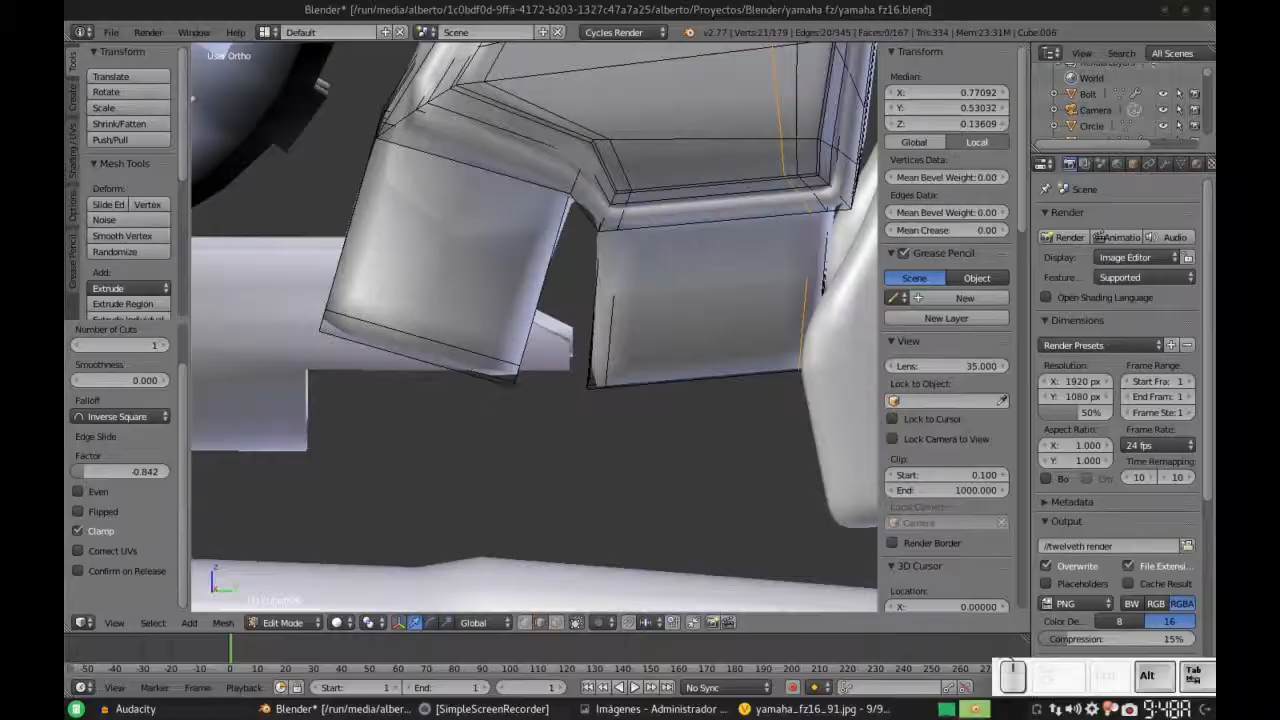 Blender* [/run/media/alberto/1c0bdf0d-9ffa-4172-b203-1327c47a7a25/alberto/Proyectos/Blender/yamaha fz/yamaha fz16.blend]
File Render Window Help Default Scene Cycles Render v2.77 | Verts:21/179 | Edges:20/345 | Faces:0/167 | Tris:334 | Mem:23.31M | Cube.006
Transform
Translate
Rotate
Scale
Shrink/Fatten
Push/Pull
Mesh Tools
Deform:
Slide Ed Vertex
Noise
Smooth Vertex
Randomize
Add:
Extrude
Extrude Region
Number of Cuts
1
Smoothness
0.000
Falloff
Inverse Square
Edge Slide
Factor
-0.842
Even
Flipped
Clamp
Correct UVs
Confirm on Release
Tools
Create
Shading / UVs
Options
Grease Pencil
User Ortho
Transform
Median:
X: 0.77092
Y: 0.53032
Z: 0.13609
Global Local
Vertices Data:
Mean Bevel Weight: 0.00
Edges Data:
Mean Bevel Weight: 0.00
Mean Crease: 0.00
Grease Pencil
Scene Object
New
New Layer
View
Lens: 35.000
Lock to Object:
Lock to Cursor
Lock Camera to View
Clip:
Start: 0.100
End: 1000.000
Local Camera:
Camera
Render Border
3D Cursor
Location:
X: 0.00000
View Search All Scenes
World
Bolt
Camera
Circle
Scene
Render
Render Animatio Audio
Display: Image Editor
Feature... Supported
Open Shading Language
Dimensions
Render Presets
Resolution: Frame Range:
X: 1920 px Start Fra: 1
Y: 1080 px End Fram: 1
50% Frame Ste: 1
Aspect Ratio: Frame Rate:
X: 1.000 24 fps
Y: 1.000 Time Remapping:
Bo 10 10
Metadata
Output
//twelveth render
Overwrite File Extensi...
Placeholders Cache Result
PNG BW RGB RGBA
Color De... 8 16
Compression: 15%
View Select Add Mesh Edit Mode Global
-50 -40 -30 -20 -10 0 10 20 30 40 50 60 70 80 90 100 110 120 130 140 150 160 170 180 190 200 210 220 230 240 250 260
View Marker Frame Playback Start: 1 End: 1 1 No Sync
Alt Tab
Audacity Blender* [/run/media/albert... [SimpleScreenRecorder] Imágenes - Administrador ... yamaha_fz16_91.jpg - 9/9...